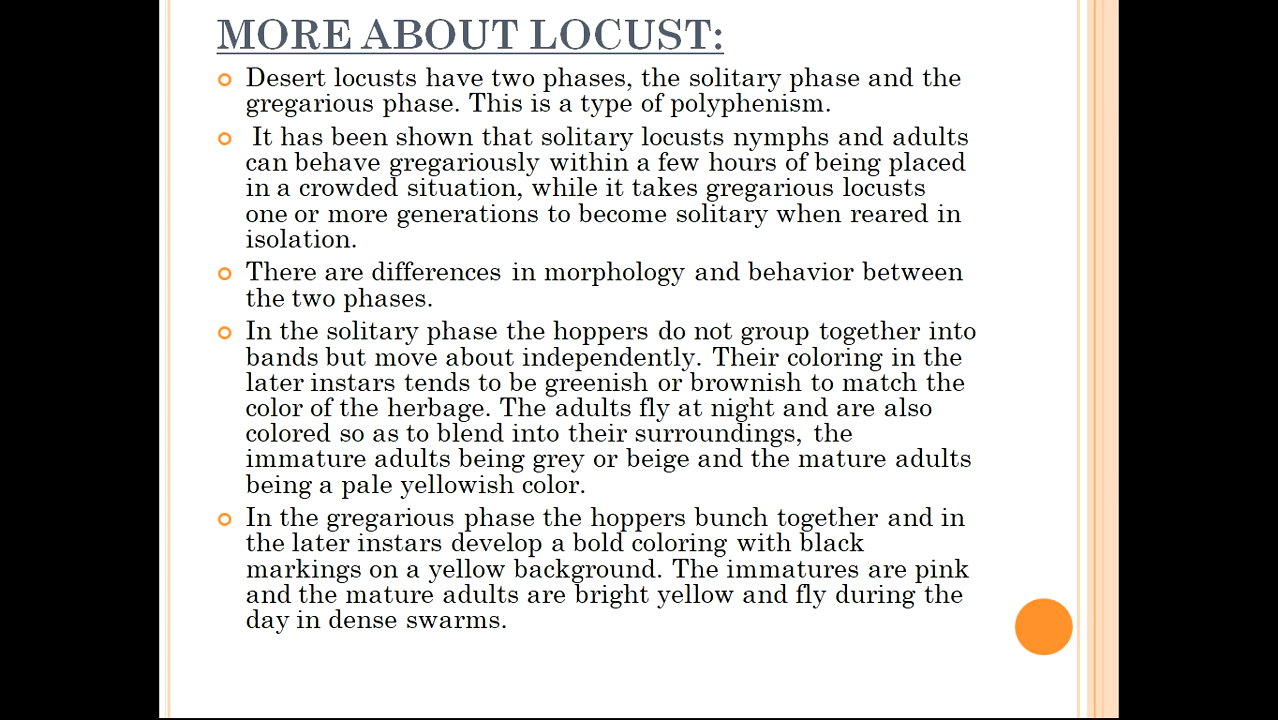 MORE ABOUT LOCUST:
Desert locusts have two phases, the solitary phase and the
gregarious phase. This is a type of polyphenism.
It has been shown that solitary locusts nymphs and adults
can behave gregariously within a few hours of being placed
in a crowded situation, while it takes gregarious locusts
one or more generations to become solitary when reared in
isolation.
There are differences in morphology and behavior between
the two phases.
In the solitary phase the hoppers do not group together into
bands but move about independently. Their coloring in the
later instars tends to be greenish or brownish to match the
color of the herbage. The adults fly at night and are also
colored so as to blend into their surroundings, the
immature adults being grey or beige and the mature adults
being a pale yellowish color.
In the gregarious phase the hoppers bunch together and in
the later instars develop a bold coloring with black
markings on a yellow background. The immatures are pink
and the mature adults are bright yellow and fly during the
day in dense swarms.